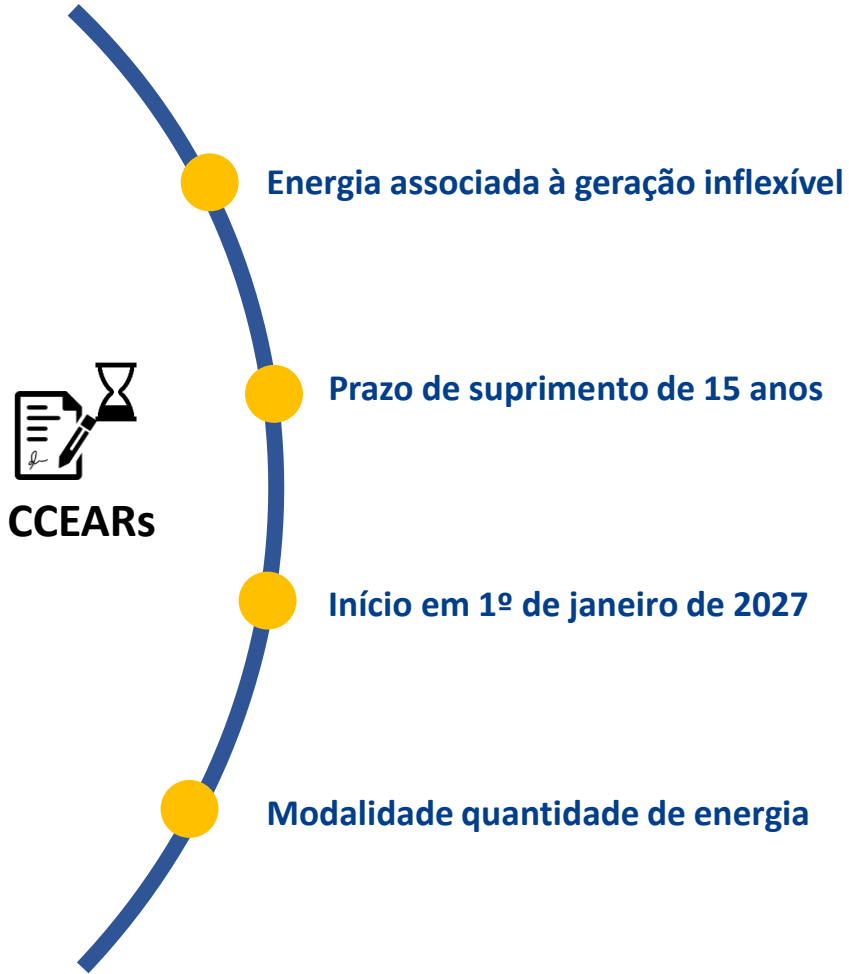 Energia associada à geração inflexível
Prazo de suprimento de 15 anos
CCEARs
Início em 1º de janeiro de 2027
Modalidade quantidade de energia